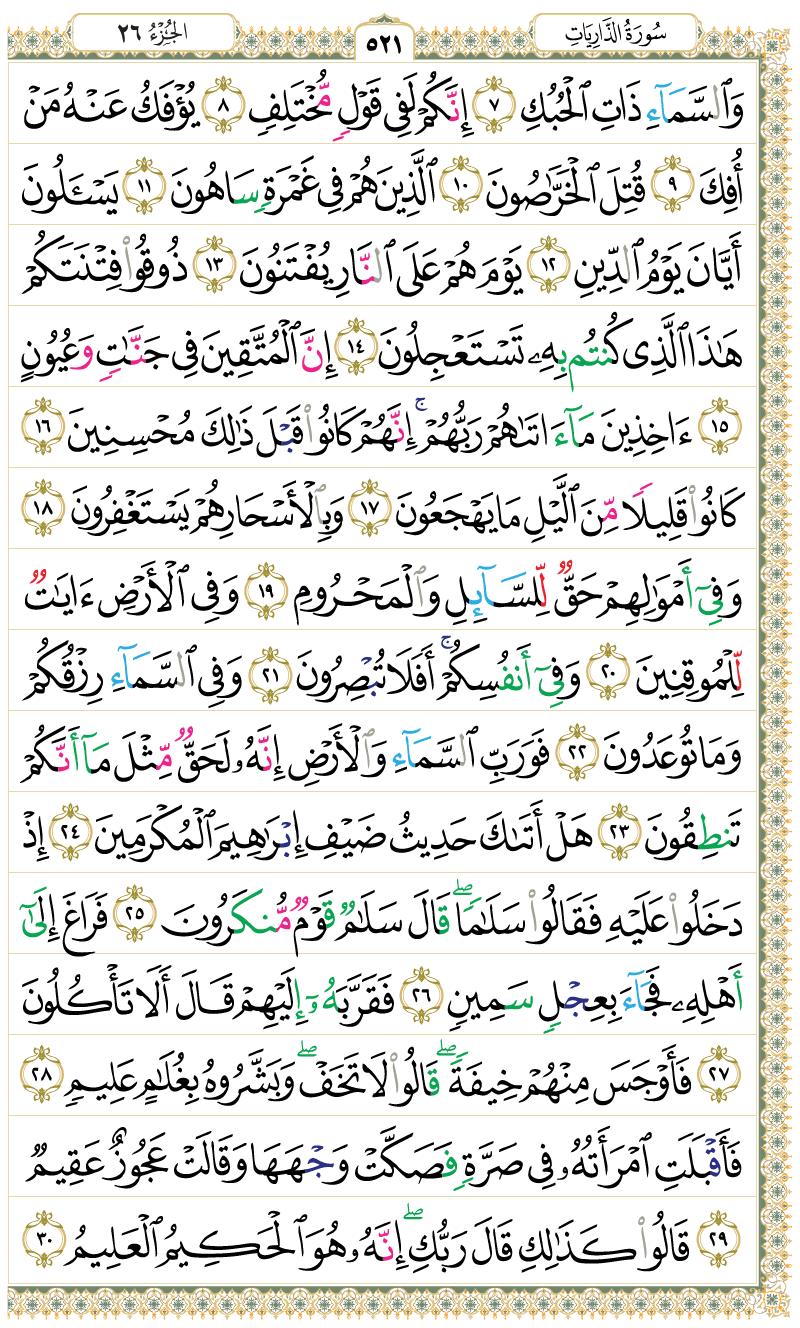 سُورَةُ الذَّارِيَاتِ
٥٢١
الجُزْءُ ٢٦
وَٱلسَّمَآءِ ذَاتِ ٱلْحُبُكِ ٧ إِنَّكُمْ لَفِى قَوْلٍ مُّخْتَلِفٍ ٨ يُؤْفَكُ عَنْهُ مَنْ
أُفِكَ ٩ قُتِلَ ٱلْخَرَّٰصُونَ ١٠ ٱلَّذِينَ هُمْ فِى غَمْرَةٍ سَاهُونَ ١١ يَسْـَٔلُونَ
أَيَّانَ يَوْمُ ٱلدِّينِ ١٢ يَوْمَ هُمْ عَلَى ٱلنَّارِ يُفْتَنُونَ ١٣ ذُوقُوا۟ فِتْنَتَكُمْ
هَٰذَا ٱلَّذِى كُنتُم بِهِۦ تَسْتَعْجِلُونَ ١٤ إِنَّ ٱلْمُتَّقِينَ فِى جَنَّٰتٍ وَعُيُونٍ
١٥ ءَاخِذِينَ مَآ ءَاتَىٰهُمْ رَبُّهُمْ ۚ إِنَّهُمْ كَانُوا۟ قَبْلَ ذَٰلِكَ مُحْسِنِينَ ١٦
كَانُوا۟ قَلِيلًا مِّنَ ٱلَّيْلِ مَا يَهْجَعُونَ ١٧ وَبِٱلْأَسْحَارِ هُمْ يَسْتَغْفِرُونَ ١٨
وَفِىٓ أَمْوَٰلِهِمْ حَقٌّ لِّلسَّآئِلِ وَٱلْمَحْرُومِ ١٩ وَفِى ٱلْأَرْضِ ءَايَٰتٌ
لِّلْمُوقِنِينَ ٢٠ وَفِىٓ أَنفُسِكُمْ ۚ أَفَلَا تُبْصِرُونَ ٢١ وَفِى ٱلسَّمَآءِ رِزْقُكُمْ
وَمَا تُوعَدُونَ ٢٢ فَوَرَبِّ ٱلسَّمَآءِ وَٱلْأَرْضِ إِنَّهُۥ لَحَقٌّ مِّثْلَ مَآ أَنَّكُمْ
تَنطِقُونَ ٢٣ هَلْ أَتَىٰكَ حَدِيثُ ضَيْفِ إِبْرَٰهِيمَ ٱلْمُكْرَمِينَ ٢٤ إِذْ
دَخَلُوا۟ عَلَيْهِ فَقَالُوا۟ سَلَٰمًا ۖ قَالَ سَلَٰمٌ قَوْمٌ مُّنكَرُونَ ٢٥ فَرَاغَ إِلَىٰٓ
أَهْلِهِۦ فَجَآءَ بِعِجْلٍ سَمِينٍ ٢٦ فَقَرَّبَهُۥٓ إِلَيْهِمْ قَالَ أَلَا تَأْكُلُونَ
٢٧ فَأَوْجَسَ مِنْهُمْ خِيفَةً ۖ قَالُوا۟ لَا تَخَفْ ۖ وَبَشَّرُوهُ بِغُلَٰمٍ عَلِيمٍ ٢٨
فَأَقْبَلَتِ ٱمْرَأَتُهُۥ فِى صَرَّةٍ فَصَكَّتْ وَجْهَهَا وَقَالَتْ عَجُوزٌ عَقِيمٌ
٢٩ قَالُوا۟ كَذَٰلِكِ قَالَ رَبُّكِ ۖ إِنَّهُۥ هُوَ ٱلْحَكِيمُ ٱلْعَلِيمُ ٣٠